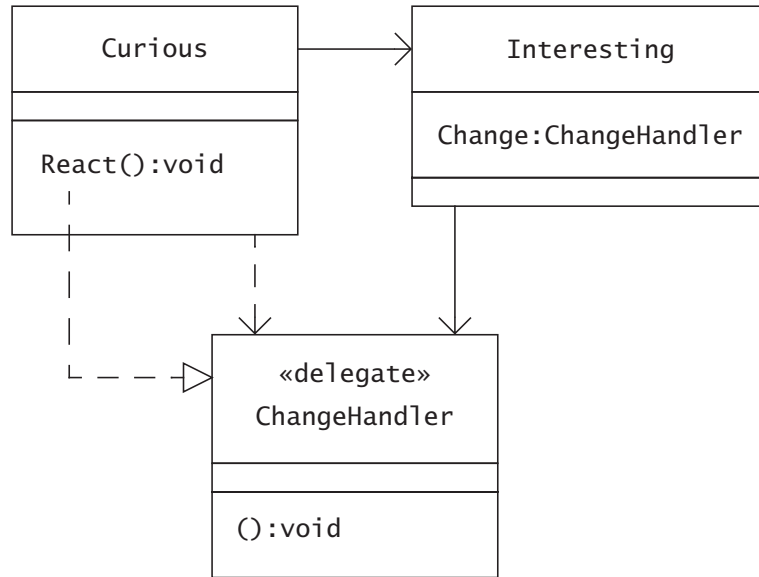 Curious
React():void
Interesting
Change:ChangeHandler
«delegate»
ChangeHandler
():void